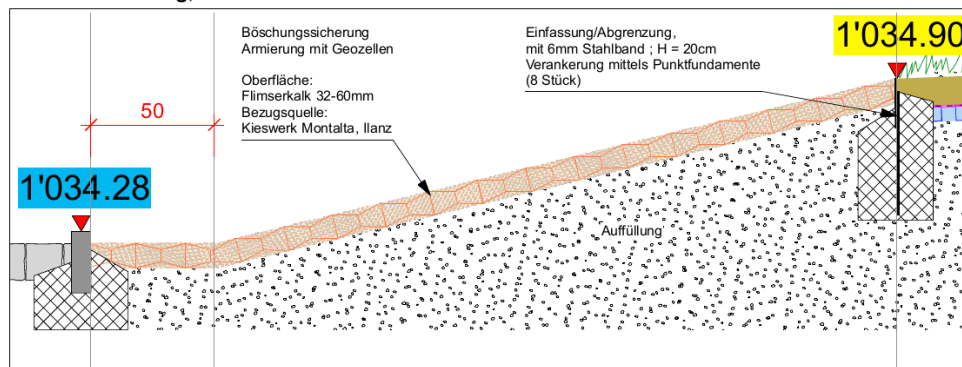 Böschungssicherung
Armierung mit Geozellen
Oberfläche:
Flimserkalk 32-60mm
Bezugsquelle:
Kieswerk Montalta, Ilanz
Einfassung/Abgrenzung,
mit 6mm Stahlband ; H = 20cm
Verankerung mittels Punktfundamente
(8 Stück)
1'034.90
50
1'034.28
Auffüllung